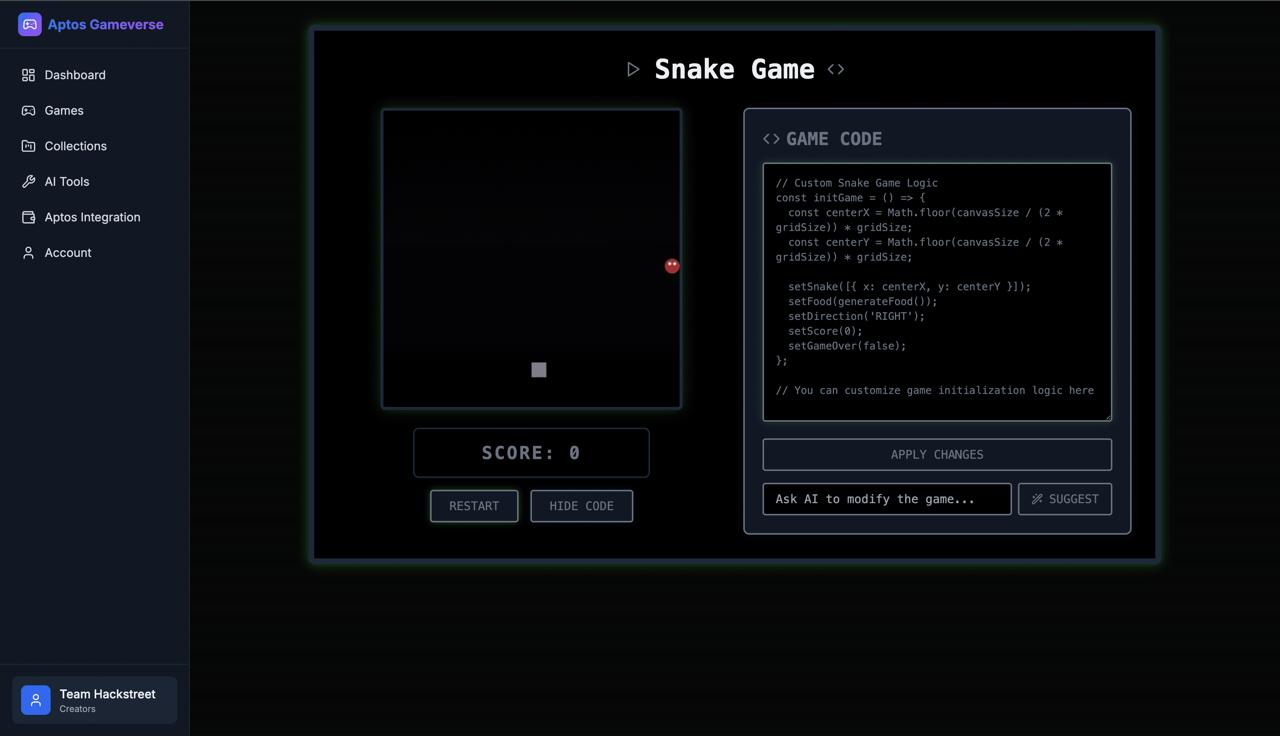 Aptos Gameverse
Dashboard
Games
Collections
AI Tools
Aptos Integration
Account
Team Hackstreet
Creators
Snake Game
SCORE: 0
RESTART
HIDE CODE
GAME CODE
// Custom Snake Game Logic
const initGame = () => {
  const centerX = Math.floor(canvasSize / (2 *
gridSize)) * gridSize;
  const centerY = Math.floor(canvasSize / (2 *
gridSize)) * gridSize;

  setSnake([{ x: centerX, y: centerY }]);
  setFood(generateFood());
  setDirection('RIGHT');
  setScore(0);
  setGameOver(false);
};

// You can customize game initialization logic here
APPLY CHANGES
Ask AI to modify the game...
SUGGEST